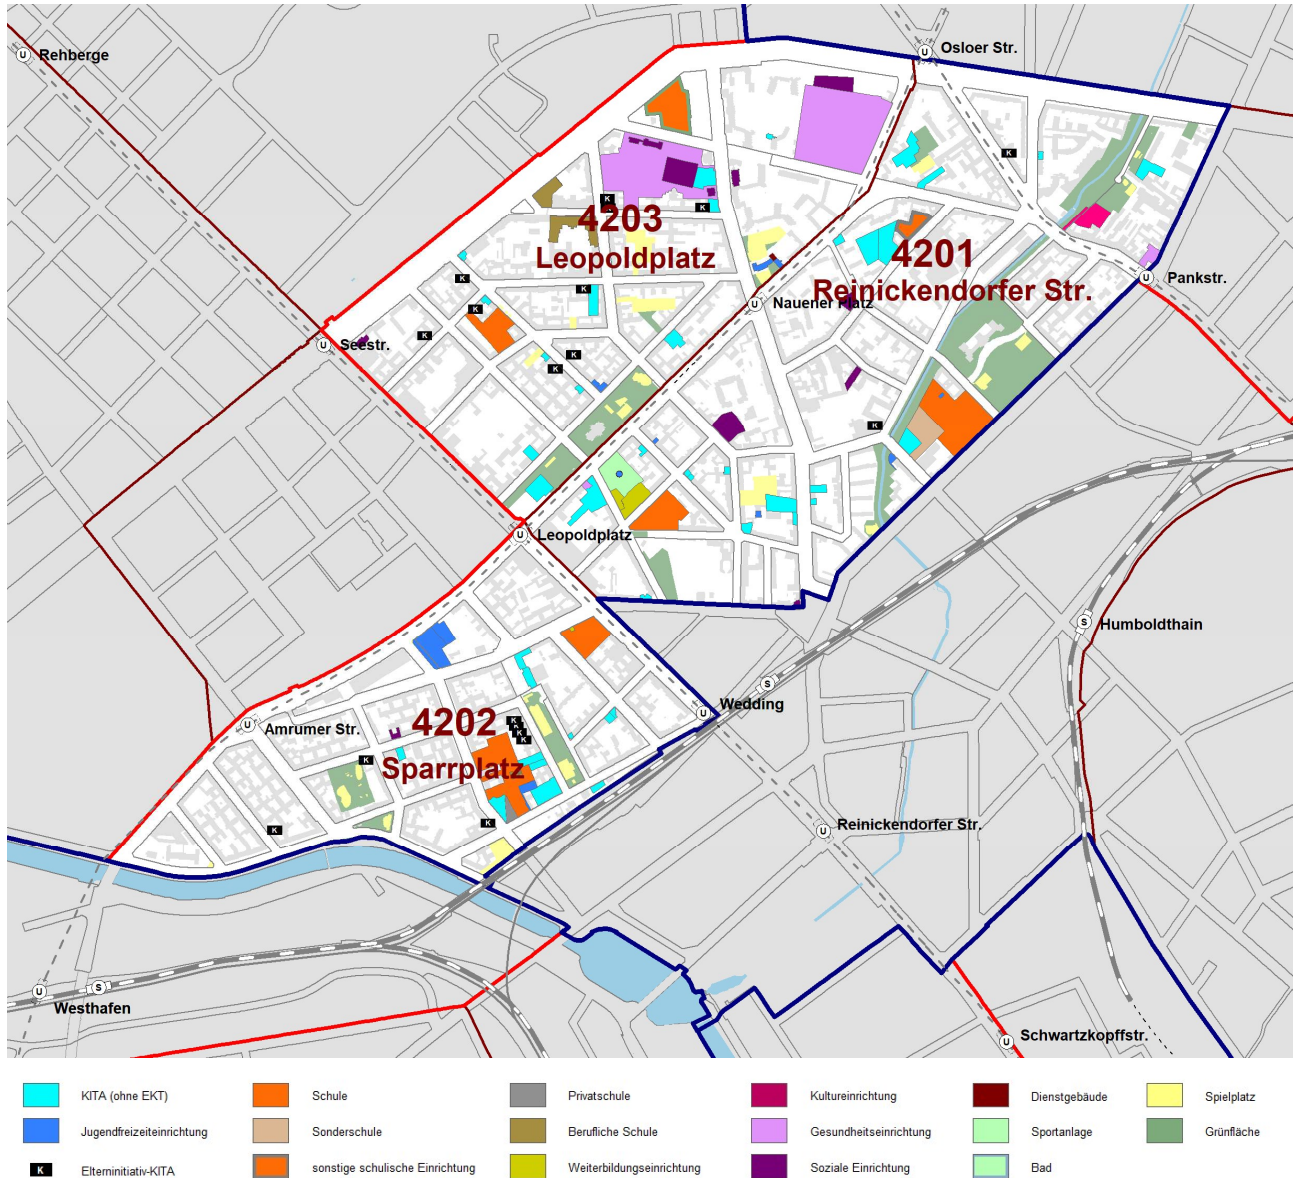 Rehberge
U
U
Osloer Str.
K
K
K
4203
Leopoldplatz
4201
Reinickendorfer Str.
U
Pankstr.
K
K
K
U
Nauener Platz
K
U
Seestr.
K
K
K
U
Leopoldplatz
U
Amrumer Str.
4202
Sparrplatz
K
K
K
K
K
K
K
U
Wedding
S
S
Humboldthain
U
Reinickendorfer Str.
U
S
Westhafen
U
Schwartzkopffstr.
KITA (ohne EKT)
Schule
Privatschule
Kultureinrichtung
Dienstgebäude
Spielplatz
Jugendfreizeiteinrichtung
Sonderschule
Berufliche Schule
Gesundheitseinrichtung
Sportanlage
Grünfläche
K
Elterninitiativ-KITA
sonstige schulische Einrichtung
Weiterbildungseinrichtung
Soziale Einrichtung
Bad